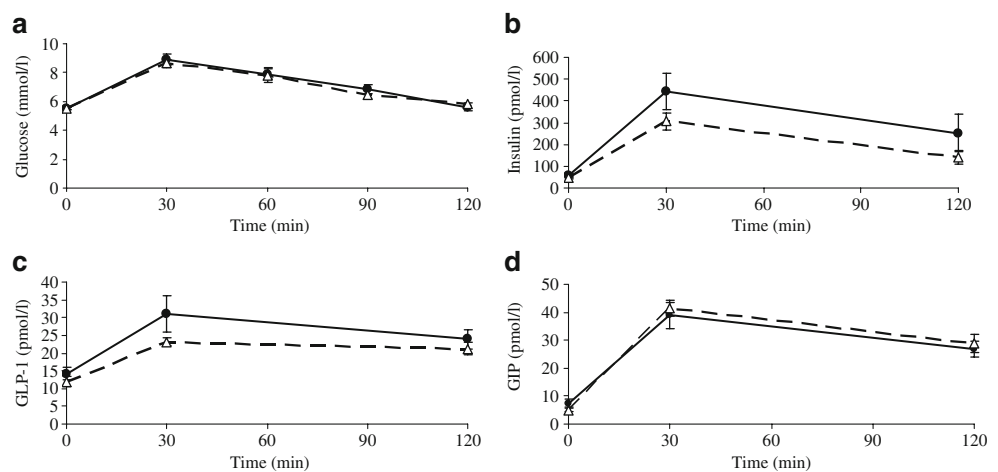 a
Glucose (mmol/l)
10
8
6
4
2
0
0 30 60 90 120
Time (min)
b
Insulin (pmol/l)
600
500
400
300
200
100
0
0 30 60 90 120
Time (min)
c
GLP-1 (pmol/l)
40
35
30
25
20
15
10
5
0
0 30 60 90 120
Time (min)
d
GIP (pmol/l)
50
40
30
20
10
0
0 30 60 90 120
Time (min)